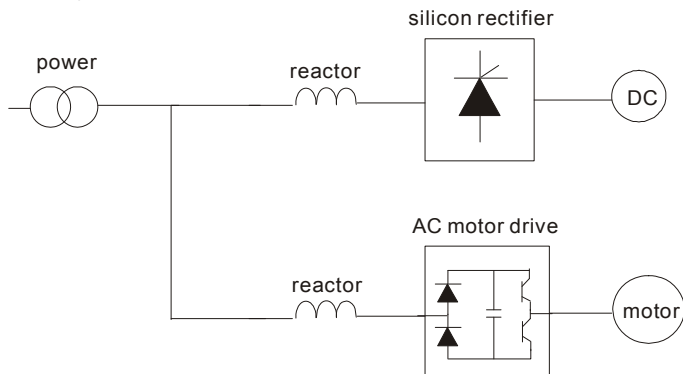 silicon rectifier
power
reactor
DC
AC motor drive
reactor
motor